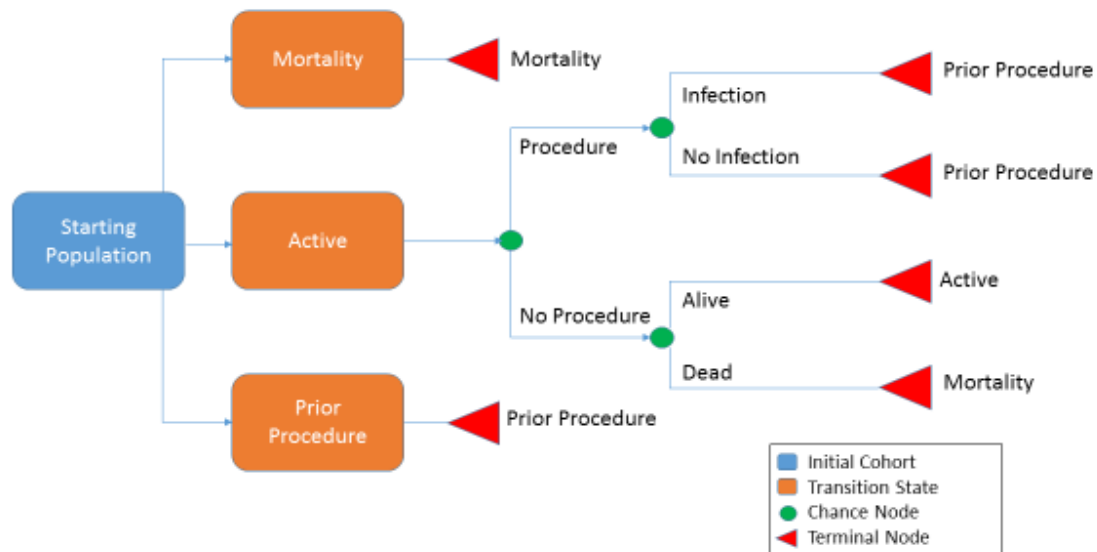 Mortality
Mortality
Prior Procedure
Infection
Procedure
No Infection
Prior Procedure
Starting
Population
Active
Alive
Active
No Procedure
Dead
Mortality
Prior
Procedure
Prior Procedure
Initial Cohort
Transition State
Chance Node
Terminal Node